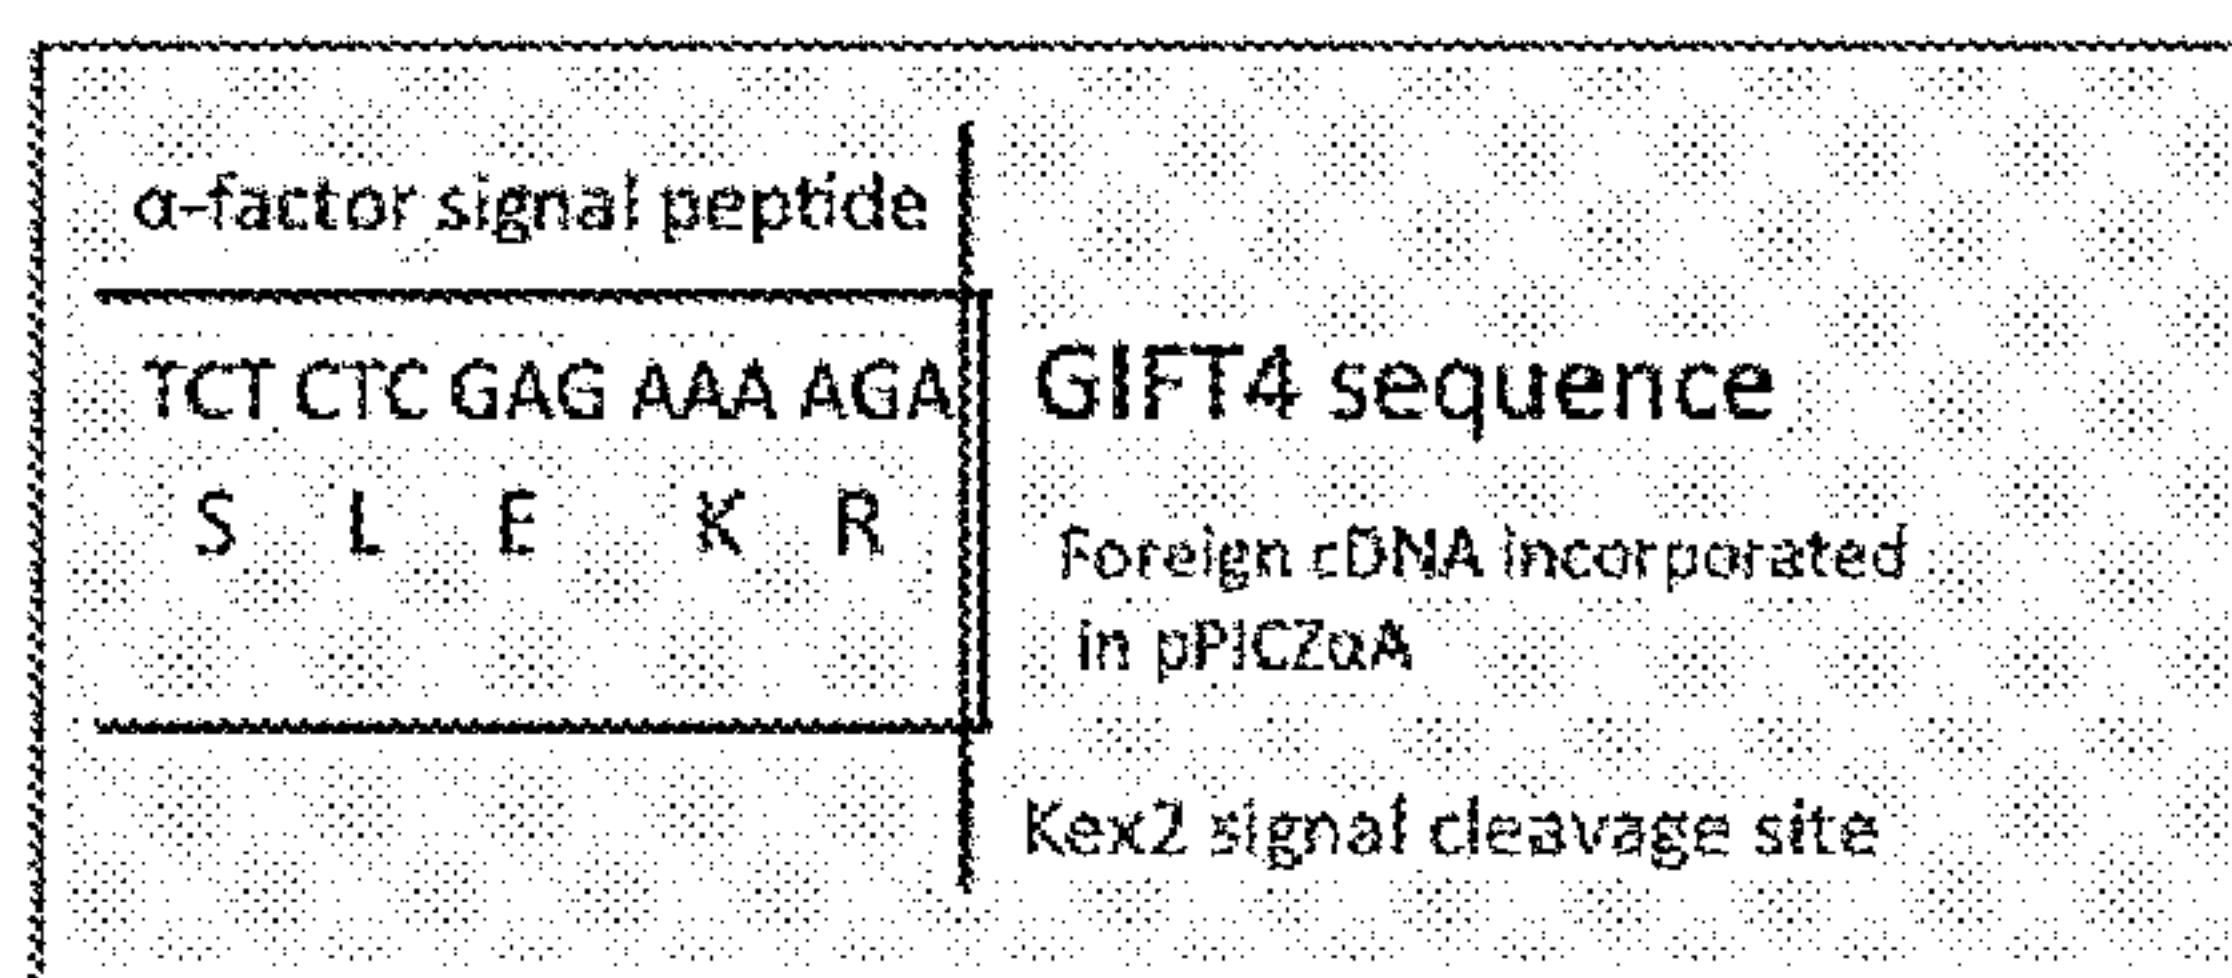 α-factor signal peptide
TCT CTC GAG AAA AGA
S L E K R
GIFT4 sequence
Foreign cDNA incorporated
in pPICZαA
Kex2 signal cleavage site